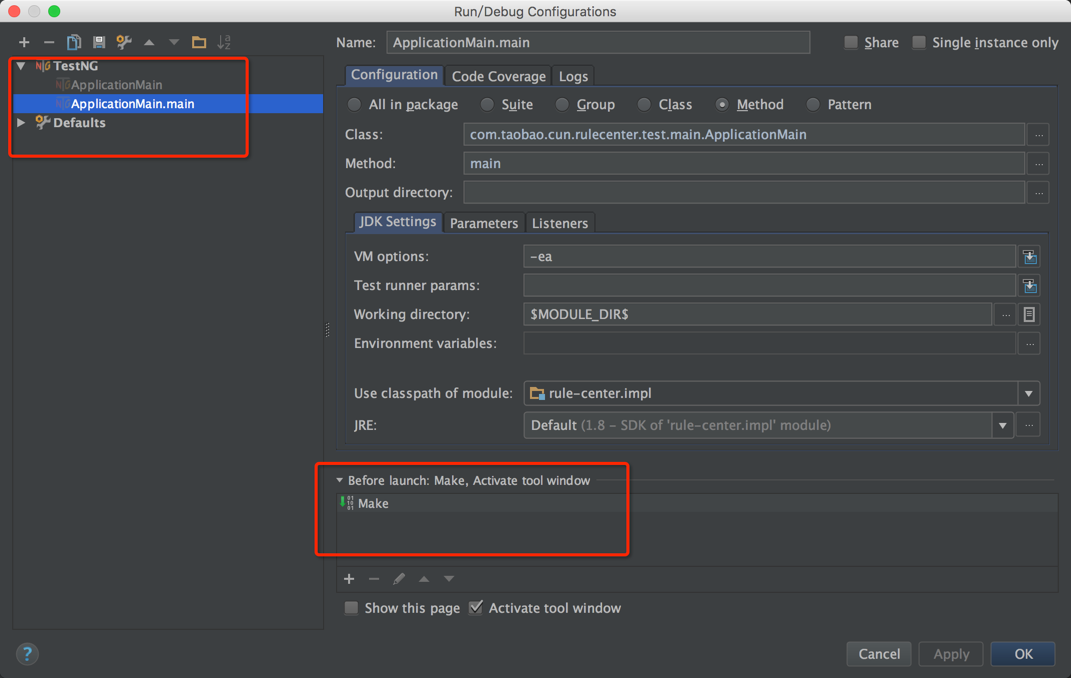 Run/Debug Configurations
Name: ApplicationMain.main Share Single instance only
TestNG
ApplicationMain
ApplicationMain.main
Defaults
Configuration Code Coverage Logs
All in package Suite Group Class Method Pattern
Class: com.taobao.cun.rulecenter.test.main.ApplicationMain ...
Method: main ...
Output directory: ...
JDK Settings Parameters Listeners
VM options: -ea
Test runner params:
Working directory: $MODULE_DIR$ ...
Environment variables: ...
Use classpath of module: rule-center.impl
JRE: Default (1.8 – SDK of 'rule-center.impl' module) ...
Before launch: Make, Activate tool window
Make
Show this page Activate tool window
? Cancel Apply OK